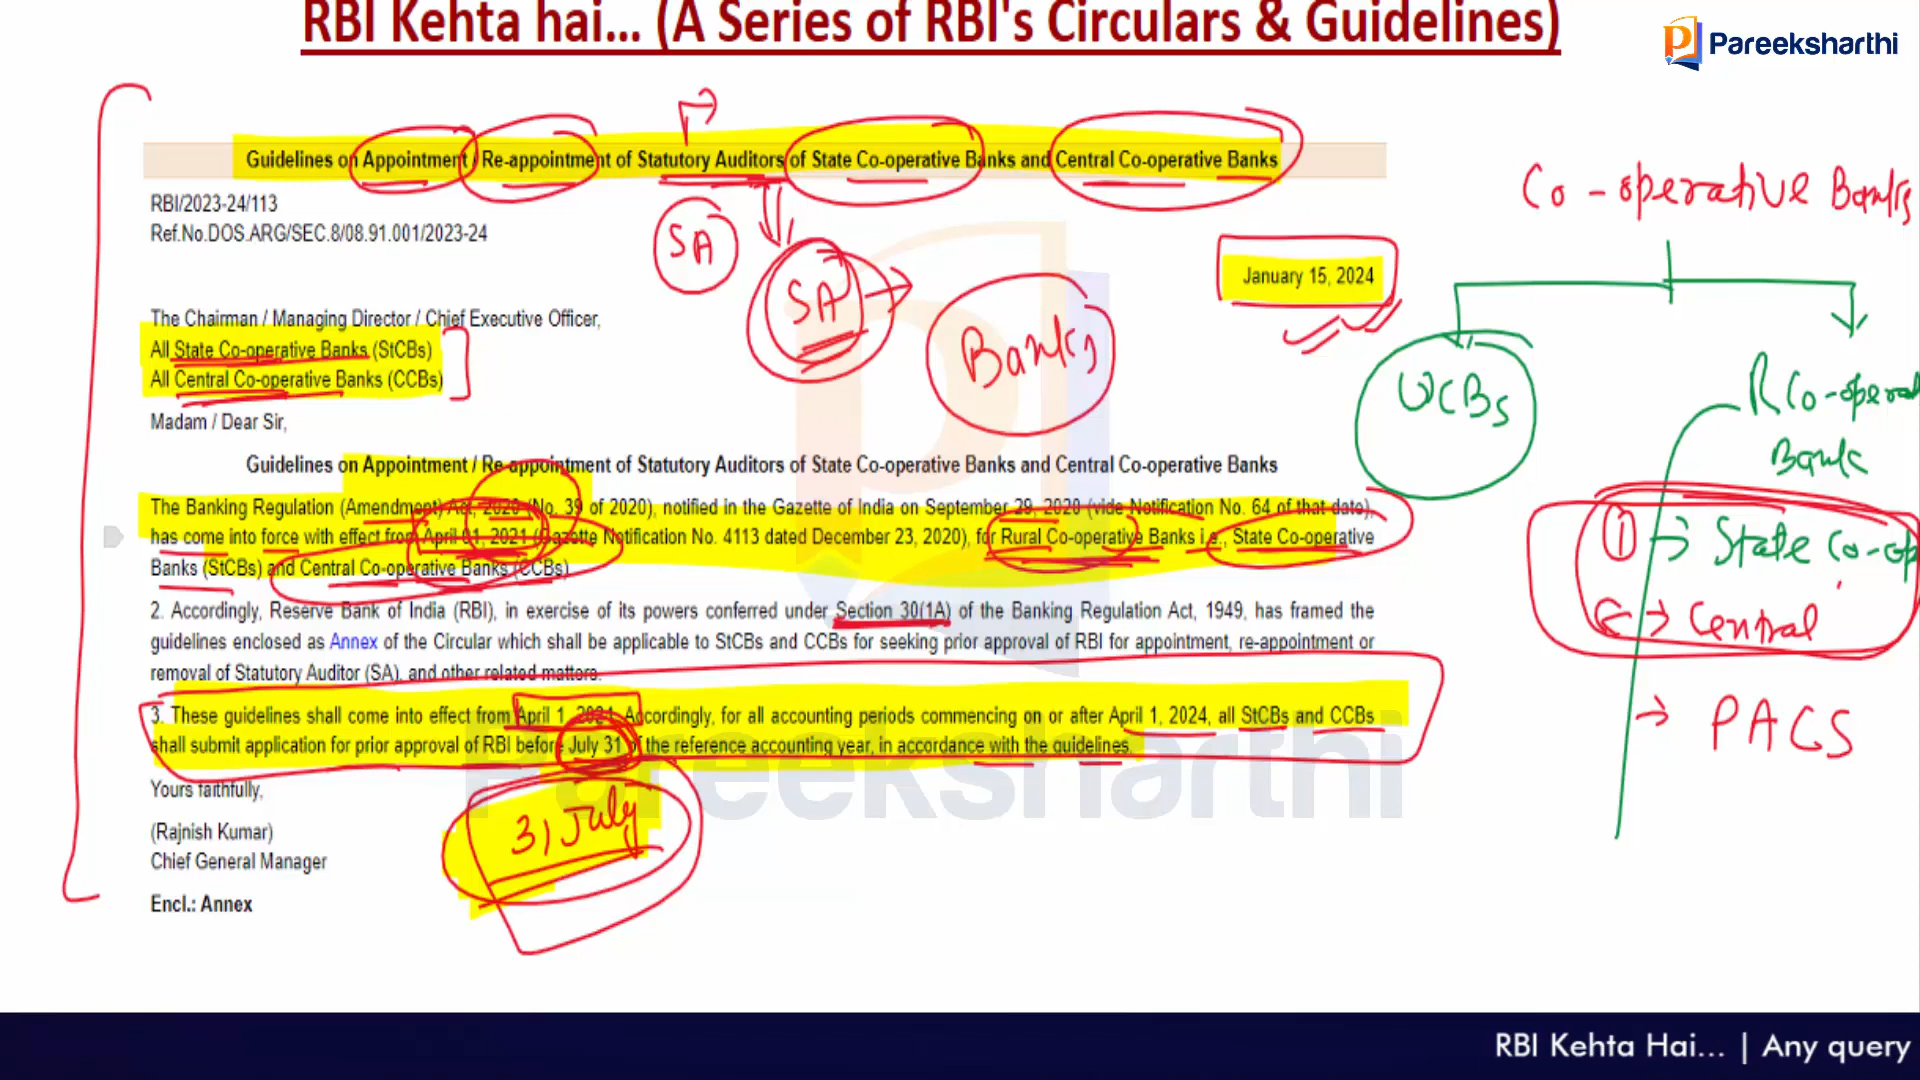 RBI Kehta hai... (A Series of RBI's Circulars & Guidelines)
Pareeksharthi
Guidelines on Appointment / Re-appointment of Statutory Auditors of State Co-operative Banks and Central Co-operative Banks
RBI/2023-24/113
Ref.No.DOS.ARG/SEC.8/08.91.001/2023-24
January 15, 2024
The Chairman / Managing Director / Chief Executive Officer,
All State Co-operative Banks (StCBs)
All Central Co-operative Banks (CCBs)
Madam / Dear Sir,
Guidelines on Appointment / Re-appointment of Statutory Auditors of State Co-operative Banks and Central Co-operative Banks
The Banking Regulation (Amendment) Act, 2020 (No. 39 of 2020), notified in the Gazette of India on September 29, 2020 (vide Notification No. 64 of that date),
has come into force with effect from April 01, 2021 (Gazette Notification No. 4113 dated December 23, 2020), for Rural Co-operative Banks i.e., State Co-operative
Banks (StCBs) and Central Co-operative Banks (CCBs).
2. Accordingly, Reserve Bank of India (RBI), in exercise of its powers conferred under Section 30(1A) of the Banking Regulation Act, 1949, has framed the
guidelines enclosed as Annex of the Circular which shall be applicable to StCBs and CCBs for seeking prior approval of RBI for appointment, re-appointment or
removal of Statutory Auditor (SA), and other related matters.
3. These guidelines shall come into effect from April 1, 2024. Accordingly, for all accounting periods commencing on or after April 1, 2024, all StCBs and CCBs
shall submit application for prior approval of RBI before July 31 of the reference accounting year, in accordance with the guidelines.
Yours faithfully,
(Rajnish Kumar)
Chief General Manager
Encl.: Annex
SA
SA
Banks
31 July
Co-operative Banks
UCBs
R Co-operat
Bank
① → State Co-op
→ Central
→ PACS
Pareeksharthi
RBI Kehta Hai... | Any query